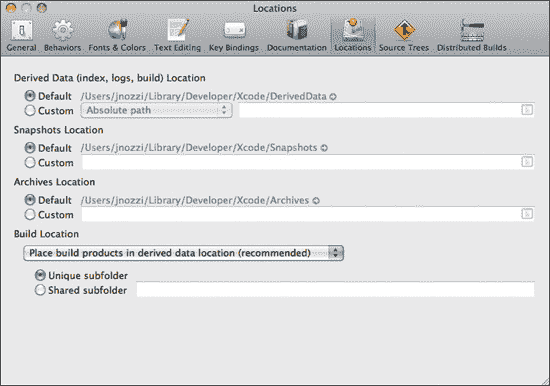 Locations
General Behaviors Fonts & Colors Text Editing Key Bindings Documentation Locations Source Trees Distributed Builds
Derived Data (index, logs, build) Location
Default /Users/jnozzi/Library/Developer/Xcode/DerivedData
Custom Absolute path
Snapshots Location
Default /Users/jnozzi/Library/Developer/Xcode/Snapshots
Custom
Archives Location
Default /Users/jnozzi/Library/Developer/Xcode/Archives
Custom
Build Location
Place build products in derived data location (recommended)
Unique subfolder
Shared subfolder